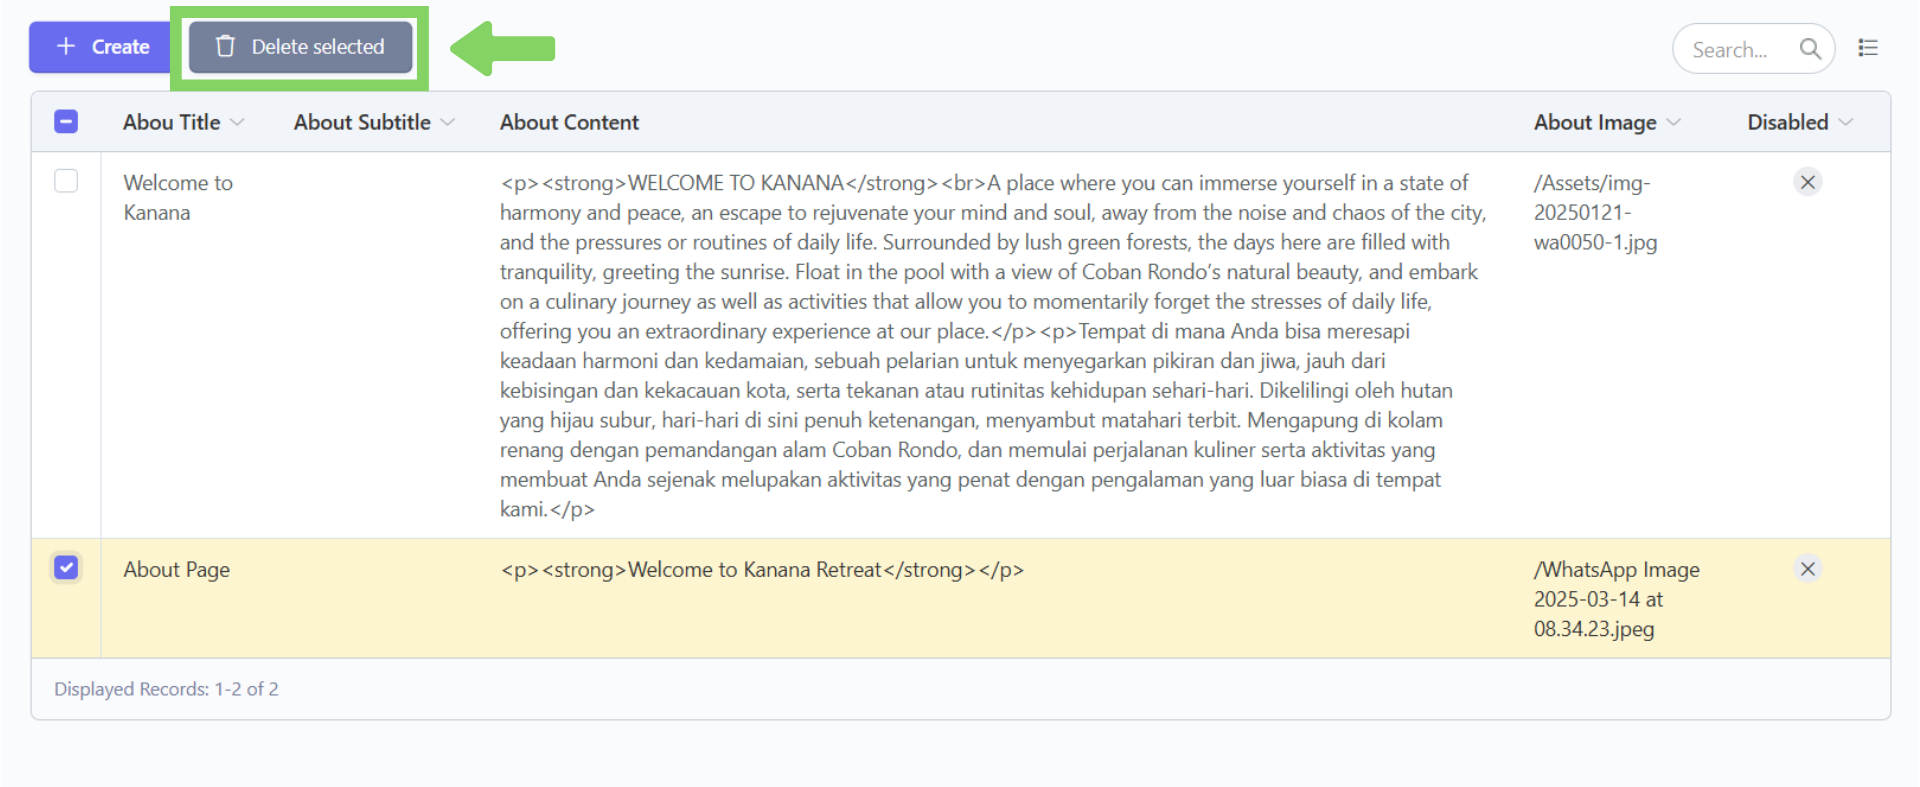 Create
Delete selected
Search...
Abou Title
About Subtitle
About Content
About Image
Disabled
Welcome to
Kanana
<p><strong>WELCOME TO KANANA</strong><br>A place where you can immerse yourself in a state of
harmony and peace, an escape to rejuvenate your mind and soul, away from the noise and chaos of the city,
and the pressures or routines of daily life. Surrounded by lush green forests, the days here are filled with
tranquility, greeting the sunrise. Float in the pool with a view of Coban Rondo’s natural beauty, and embark
on a culinary journey as well as activities that allow you to momentarily forget the stresses of daily life,
offering you an extraordinary experience at our place.</p><p>Tempat di mana Anda bisa meresapi
keadaan harmoni dan kedamaian, sebuah pelarian untuk menyegarkan pikiran dan jiwa, jauh dari
kebisingan dan kekacauan kota, serta tekanan atau rutinitas kehidupan sehari-hari. Dikelilingi oleh hutan
yang hijau subur, hari-hari di sini penuh ketenangan, menyambut matahari terbit. Mengapung di kolam
renang dengan pemandangan alam Coban Rondo, dan memulai perjalanan kuliner serta aktivitas yang
membuat Anda sejenak melupakan aktivitas yang penat dengan pengalaman yang luar biasa di tempat
kami.</p>
/Assets/img-
20250121-
wa0050-1.jpg
About Page
<p><strong>Welcome to Kanana Retreat</strong></p>
/WhatsApp Image
2025-03-14 at
08.34.23.jpeg
Displayed Records: 1-2 of 2